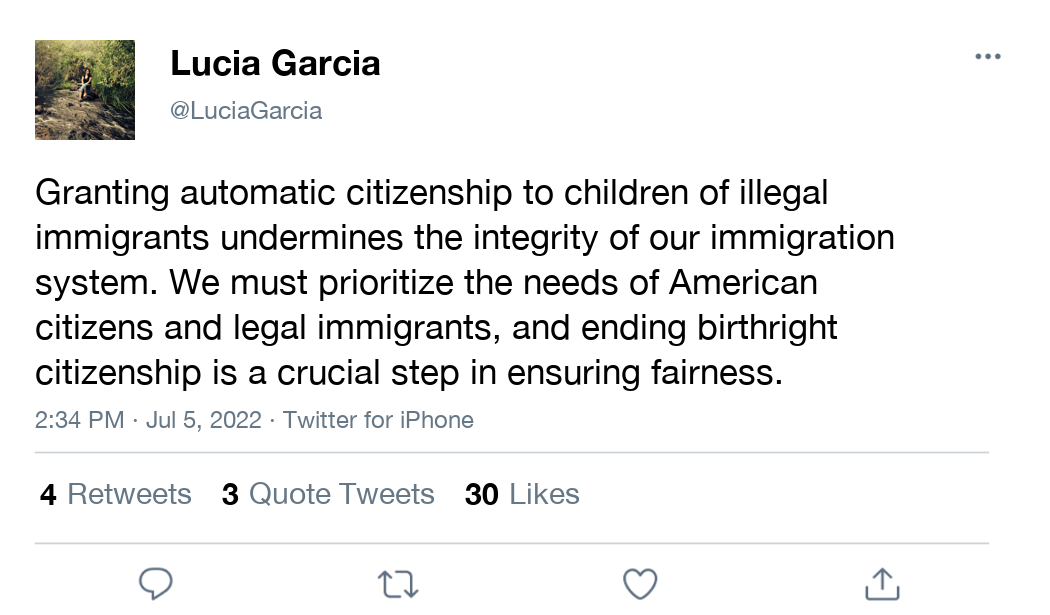 Lucia Garcia
@LuciaGarcia
Granting automatic citizenship to children of illegal
immigrants undermines the integrity of our immigration
system. We must prioritize the needs of American
citizens and legal immigrants, and ending birthright
citizenship is a crucial step in ensuring fairness.
2:34 PM · Jul 5, 2022 · Twitter for iPhone
4 Retweets 3 Quote Tweets 30 Likes